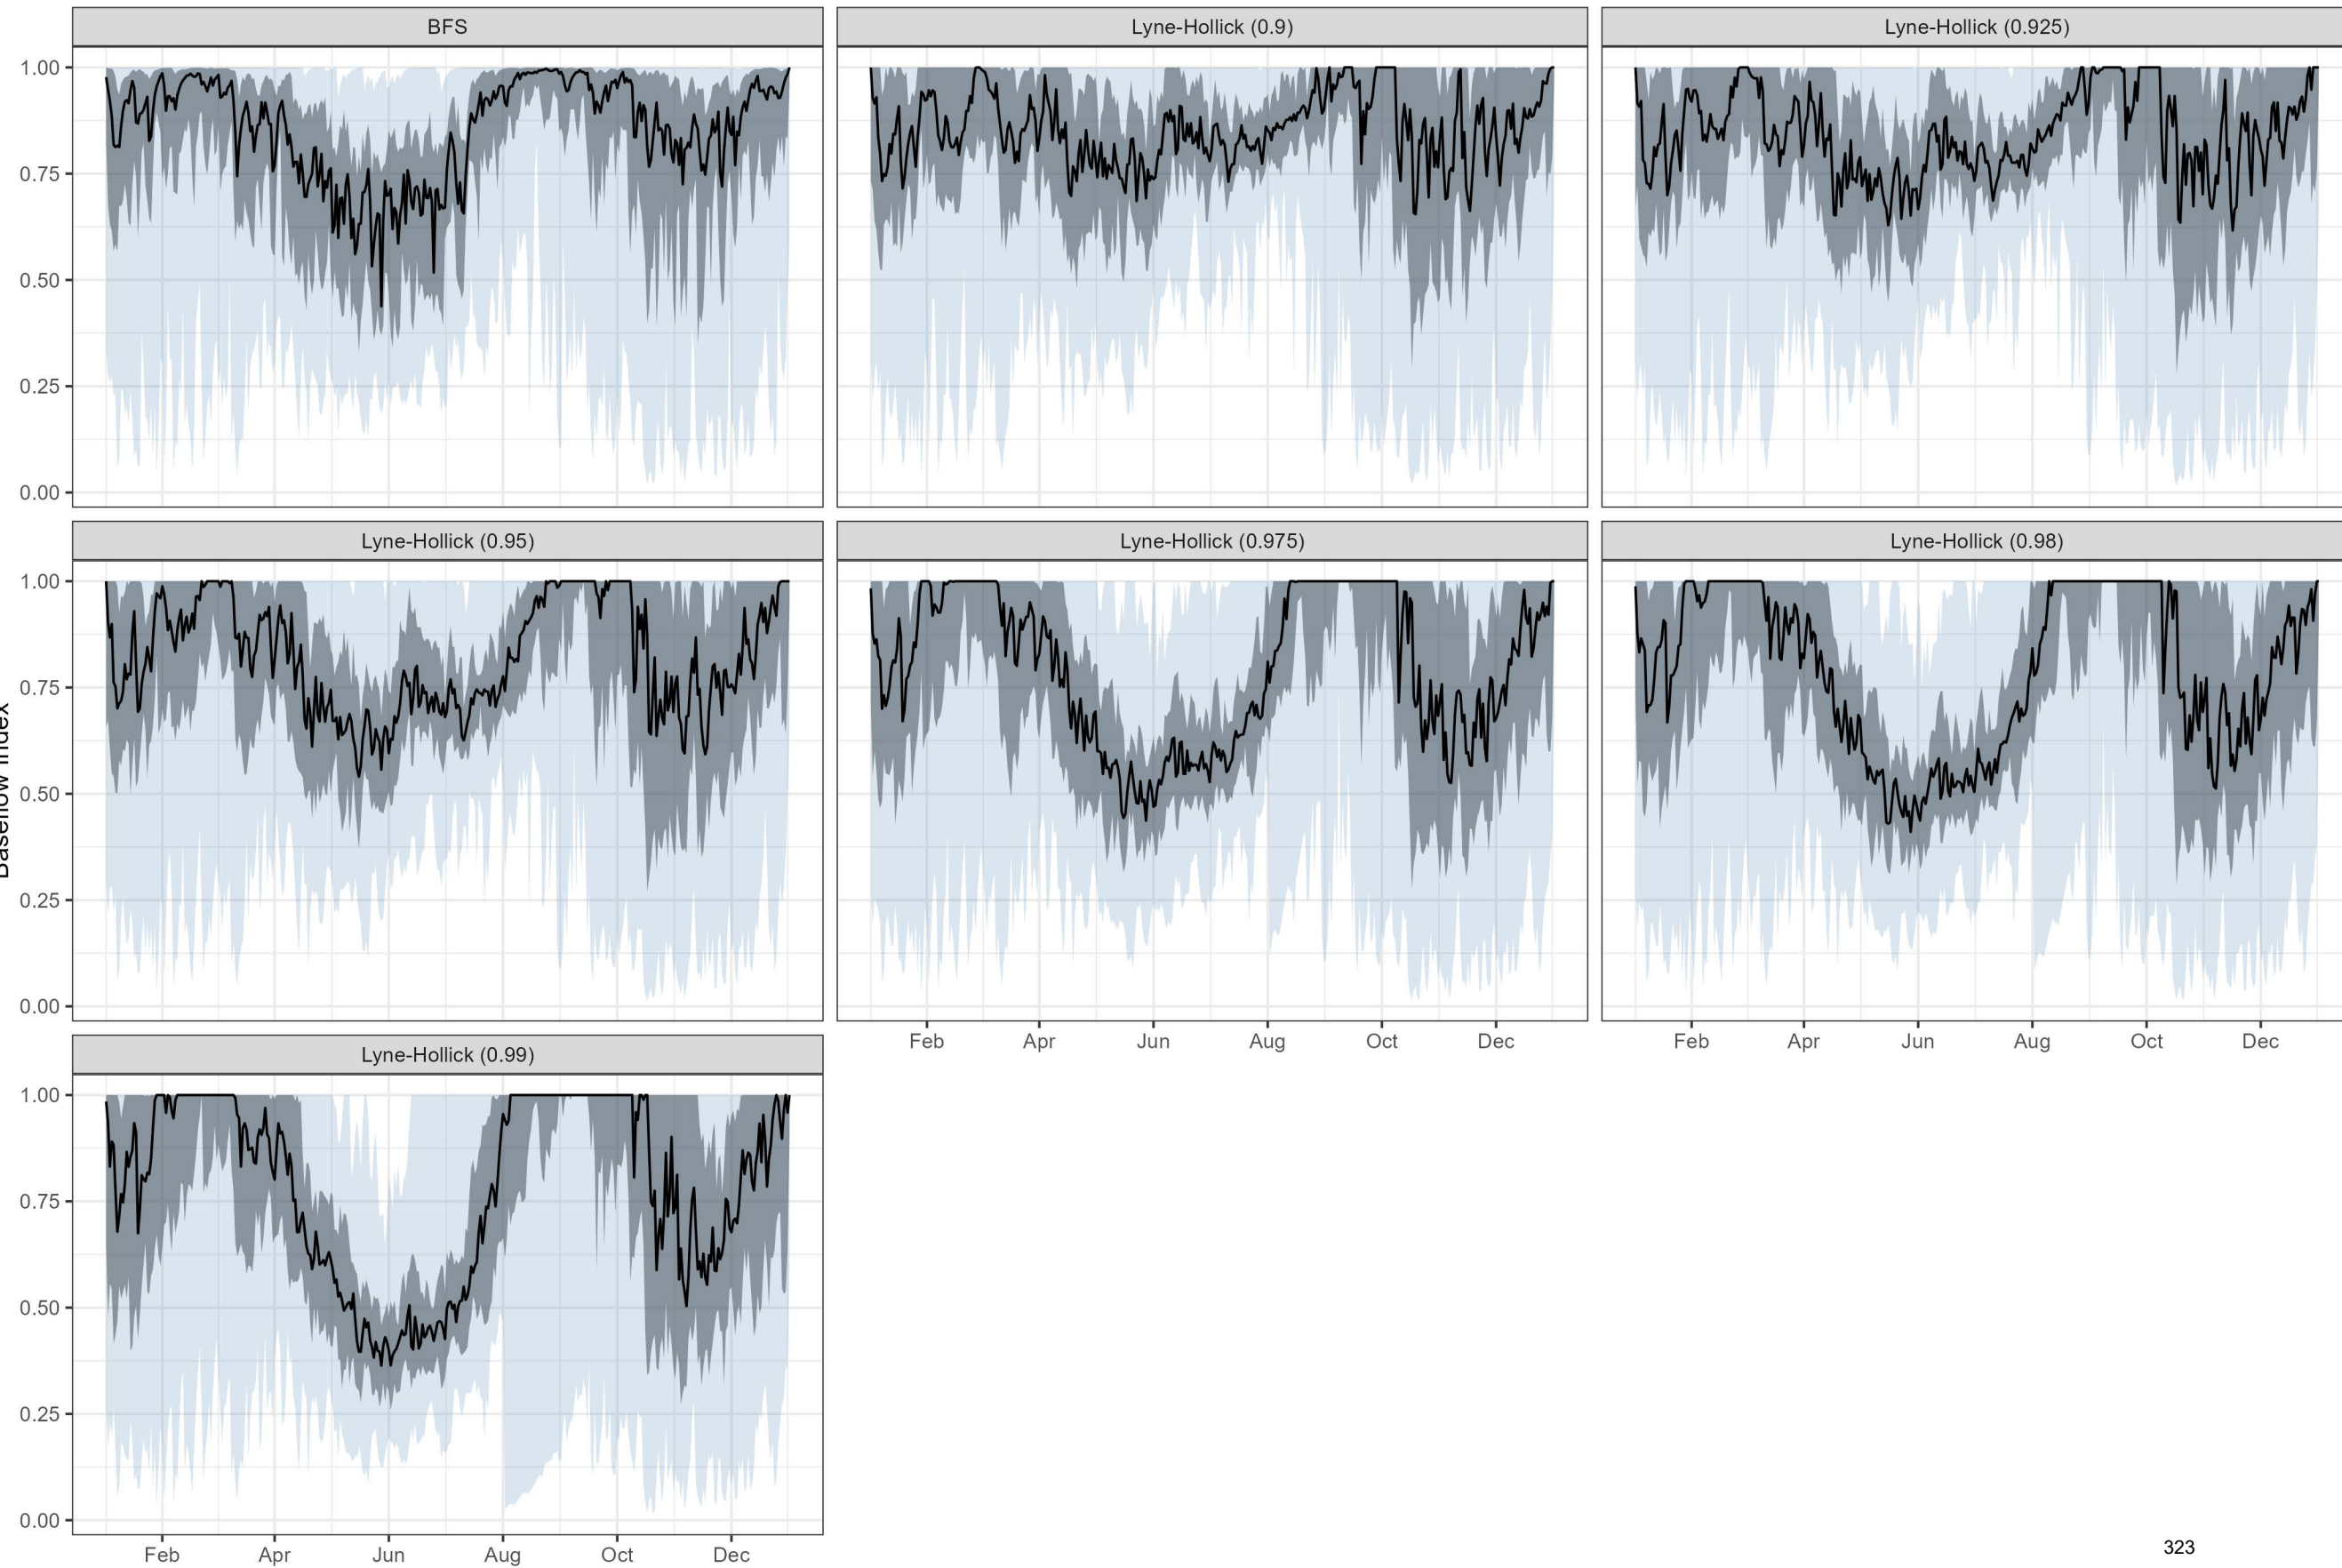 BFS
Lyne-Hollick (0.9)
Lyne-Hollick (0.925)
1.00
0.75
0.50
0.25
0.00
Lyne-Hollick (0.95)
Lyne-Hollick (0.975)
Lyne-Hollick (0.98)
1.00
0.75
0.50
0.25
0.00
Baseflow Index
Feb Apr Jun Aug Oct Dec
Feb Apr Jun Aug Oct Dec
Lyne-Hollick (0.99)
1.00
0.75
0.50
0.25
0.00
Feb Apr Jun Aug Oct Dec
323